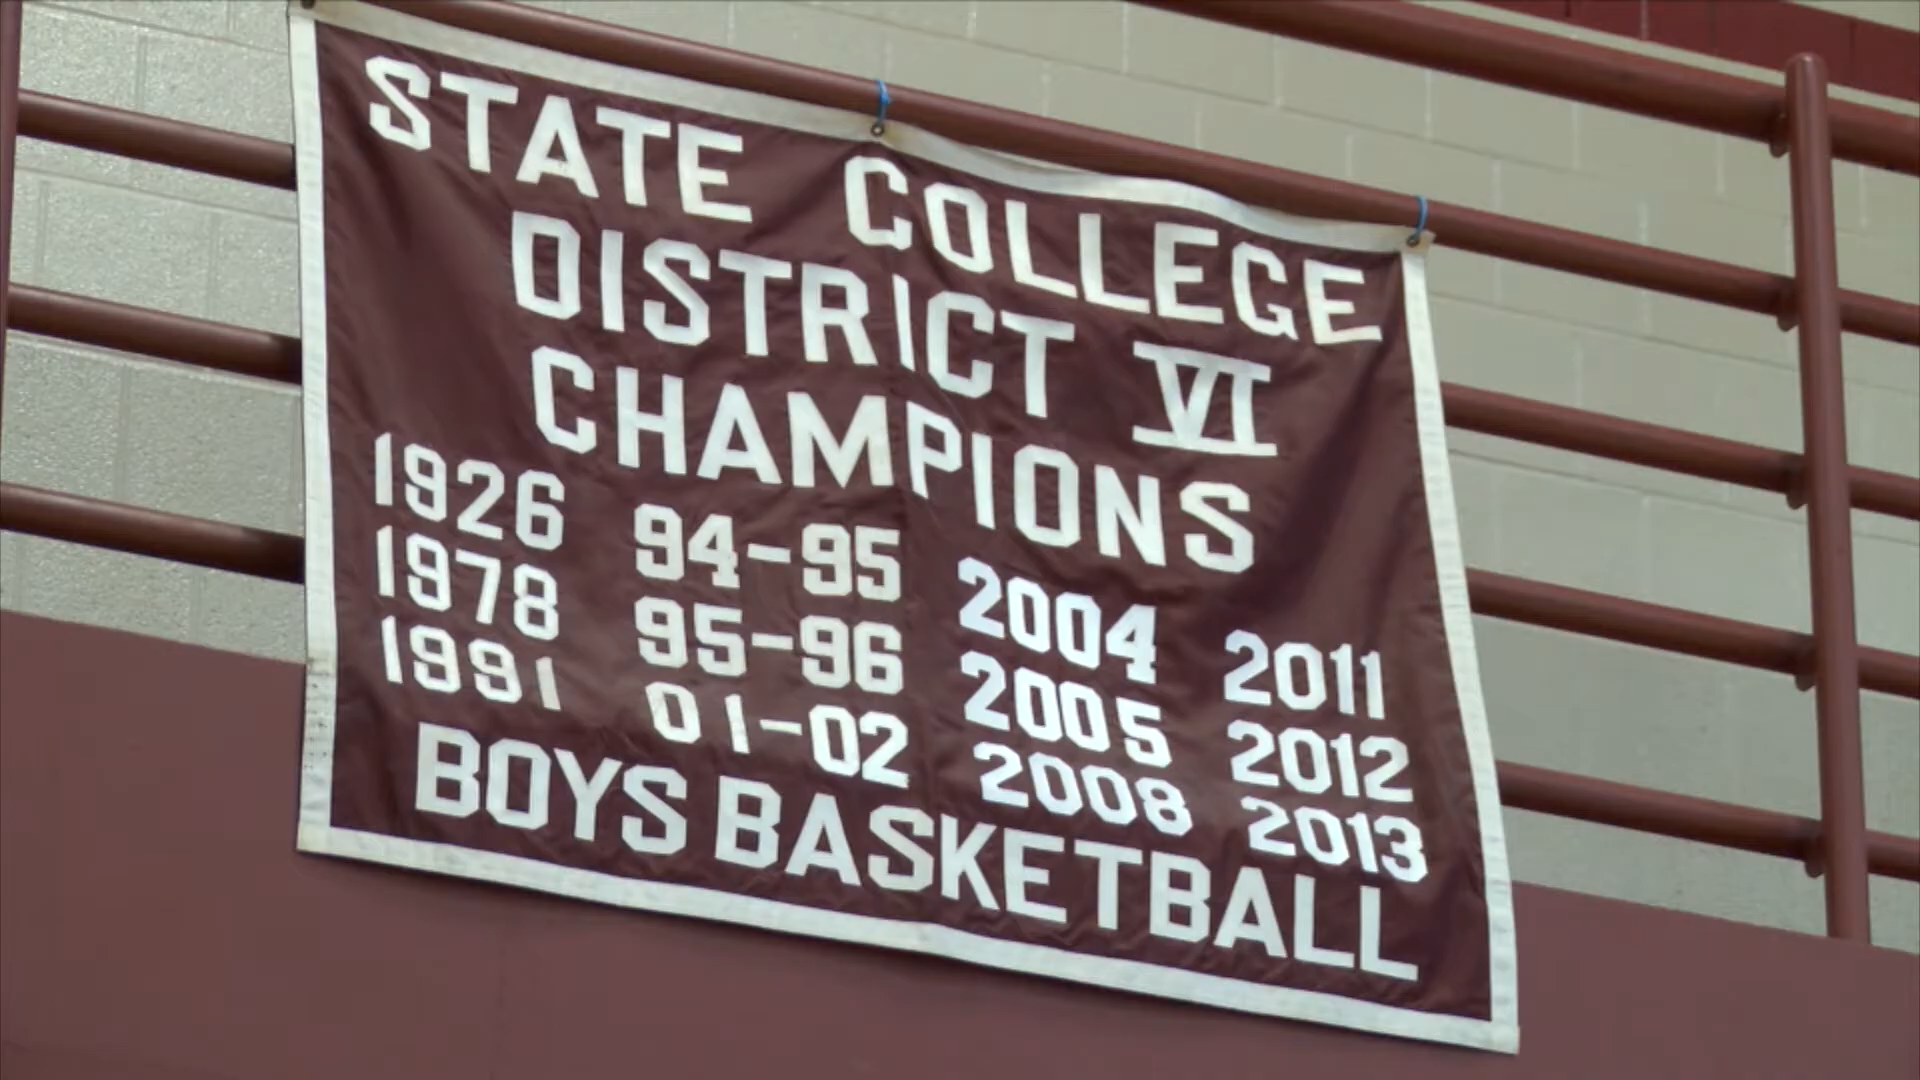 STATE COLLEGE
DISTRICT VI
CHAMPIONS
1926 94-95 2004 2011
1978 95-96 2005 2012
1991 01-02 2008 2013
BOYS BASKETBALL